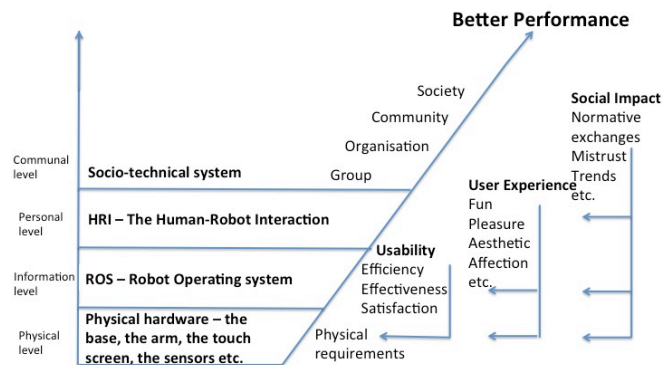 Better Performance
Society
Community
Organisation
Group
Social Impact
Normative
exchanges
Mistrust
Trends
etc.
Communal
level
Socio-technical system
User Experience
Fun
Pleasure
Aesthetic
Affection
etc.
Personal
level
HRI – The Human-Robot Interaction
Usability
Efficiency
Effectiveness
Satisfaction
Information
level
ROS – Robot Operating system
Physical
level
Physical hardware – the
base, the arm, the touch
screen, the sensors etc.
Physical
requirements